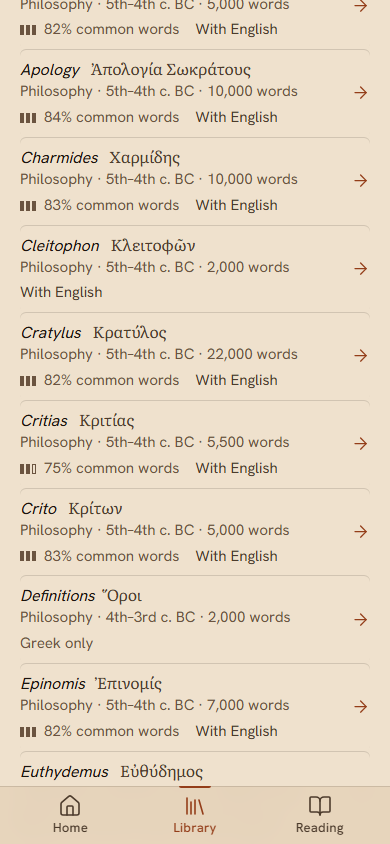 Philosophy · 5th–4th c. BC · 5,000 words
82% common words With English
Apology Ἀπολογία Σωκράτους
Philosophy · 5th–4th c. BC · 10,000 words
84% common words With English
Charmides Χαρμίδης
Philosophy · 5th–4th c. BC · 10,000 words
83% common words With English
Cleitophon Κλειτοφῶν
Philosophy · 5th–4th c. BC · 2,000 words
With English
Cratylus Κρατύλος
Philosophy · 5th–4th c. BC · 22,000 words
82% common words With English
Critias Κριτίας
Philosophy · 5th–4th c. BC · 5,500 words
75% common words With English
Crito Κρίτων
Philosophy · 5th–4th c. BC · 5,000 words
83% common words With English
Definitions Ὅροι
Philosophy · 4th–3rd c. BC · 2,000 words
Greek only
Epinomis Ἐπινομίς
Philosophy · 5th–4th c. BC · 7,000 words
82% common words With English
Euthydemus Εὐθύδημος
Home Library Reading